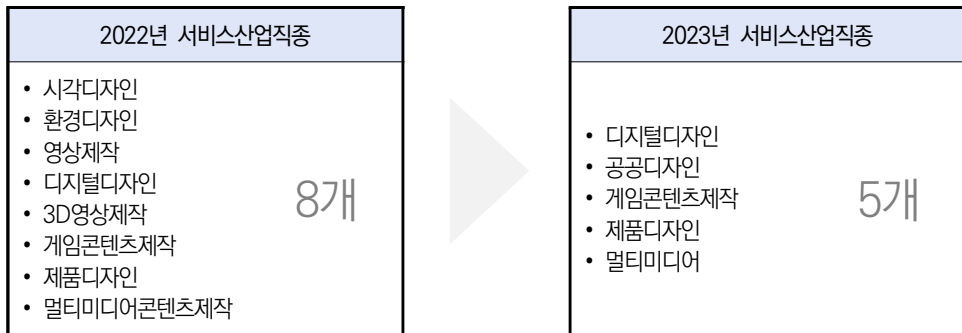 2022년 서비스산업직종
• 시각디자인
• 환경디자인
• 영상제작
• 디지털디자인
• 3D영상제작
• 게임콘텐츠제작
• 제품디자인
• 멀티미디어콘텐츠제작
8개
2023년 서비스산업직종
• 디지털디자인
• 공공디자인
• 게임콘텐츠제작
• 제품디자인
• 멀티미디어
5개